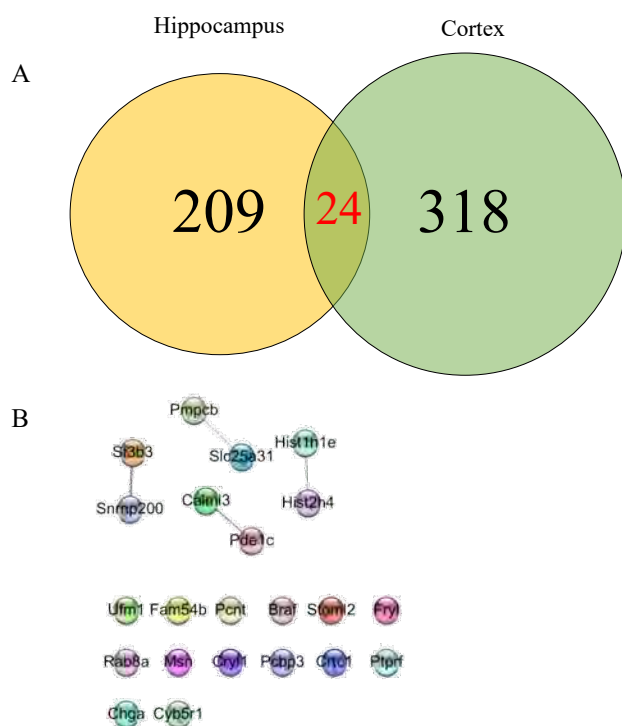 Hippocampus
Cortex
A
209
24
318
B
Pmpcb
Sf3b3
Slc25a31
Hist1h1e
Snrnp200
Calml3
Hist2h4
Pde1c
Ufm1 Fam54b Pcnt Braf Stoml2 Fryl
Rab8a Msn Cryl1 Pcbp3 Crtc1 Ptprf
Chga Cyb5r1